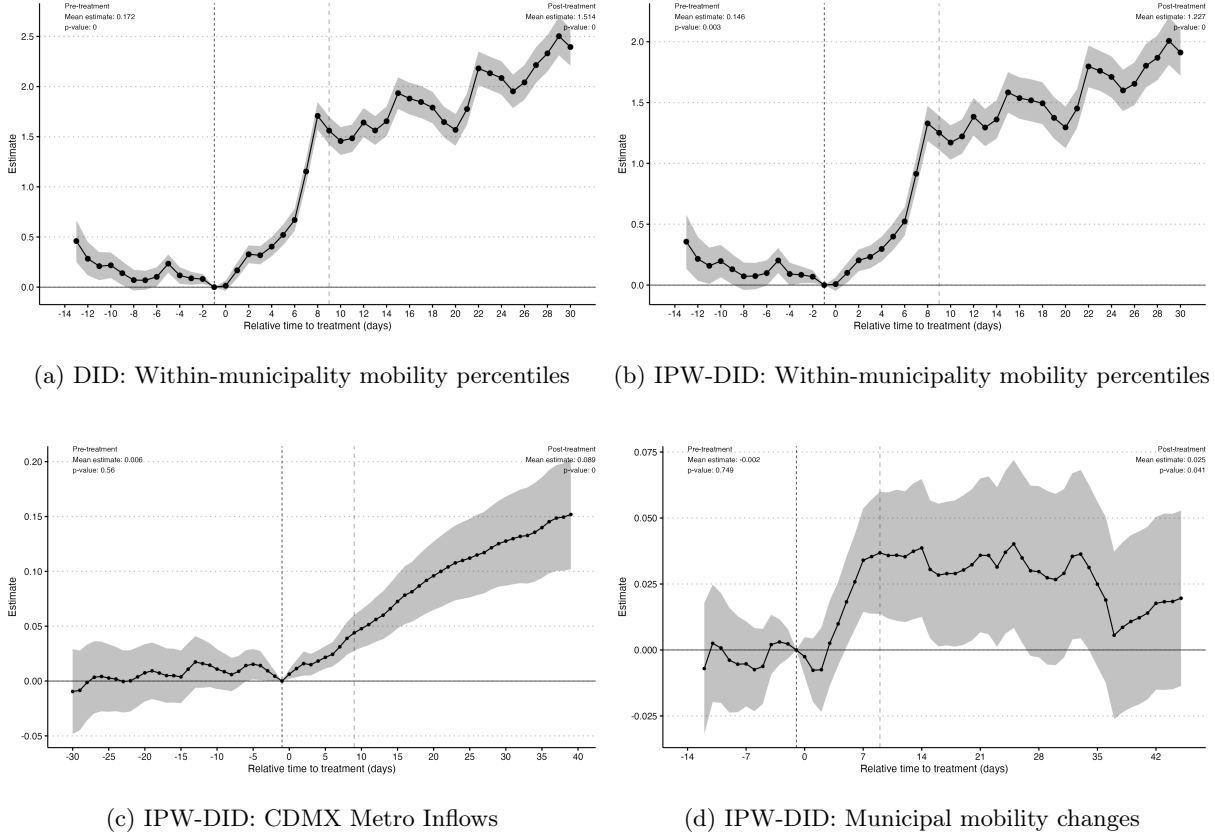 Pre-treatment
Mean estimate: 0.172
p-value: 0
Post-treatment
Mean estimate: 1.514
p-value: 0
2.5
2.0
1.5
1.0
0.5
0.0
Estimate
-14 -12 -10 -8 -6 -4 -2 0 2 4 6 8 10 12 14 16 18 20 22 24 26 28 30
Relative time to treatment (days)
(a) DID: Within-municipality mobility percentiles
Pre-treatment
Mean estimate: 0.146
p-value: 0.003
Post-treatment
Mean estimate: 1.227
p-value: 0
2.0
1.5
1.0
0.5
0.0
Estimate
-14 -12 -10 -8 -6 -4 -2 0 2 4 6 8 10 12 14 16 18 20 22 24 26 28 30
Relative time to treatment (days)
(b) IPW-DID: Within-municipality mobility percentiles
Pre-treatment
Mean estimate: 0.006
p-value: 0.56
Post-treatment
Mean estimate: 0.089
p-value: 0
0.20
0.15
0.10
0.05
0.00
-0.05
Estimate
-30 -25 -20 -15 -10 -5 0 5 10 15 20 25 30 35 40
Relative time to treatment (days)
(c) IPW-DID: CDMX Metro Inflows
Pre-treatment
Mean estimate: -0.002
p-value: 0.749
Post-treatment
Mean estimate: 0.025
p-value: 0.041
0.075
0.050
0.025
0.000
-0.025
Estimate
-14 -7 0 7 14 21 28 35 42
Relative time to treatment (days)
(d) IPW-DID: Municipal mobility changes